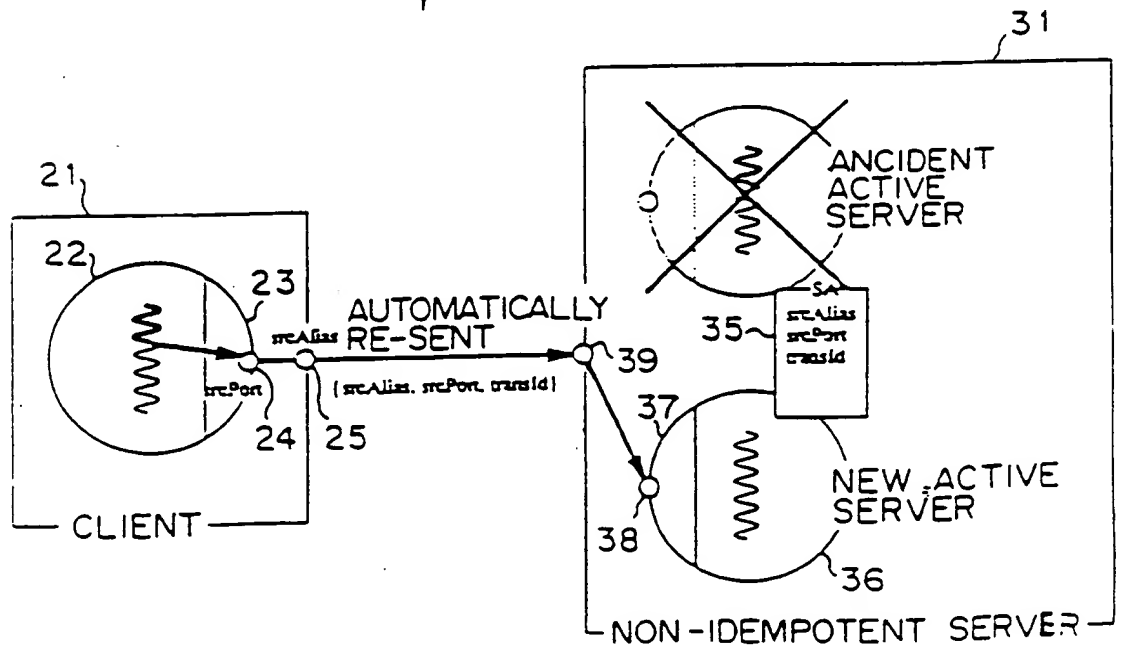 31
ANCIDENT
ACTIVE
SERVER
21
22
23
srcAlias
AUTOMATICALLY
RE-SENT
SA
srcAlias
srcPort
transId
35
39
srcPort
{srcAlias, srcPort, transId}
24
25
37
38
NEW ACTIVE
SERVER
36
CLIENT
NON-IDEMPOTENT SERVER